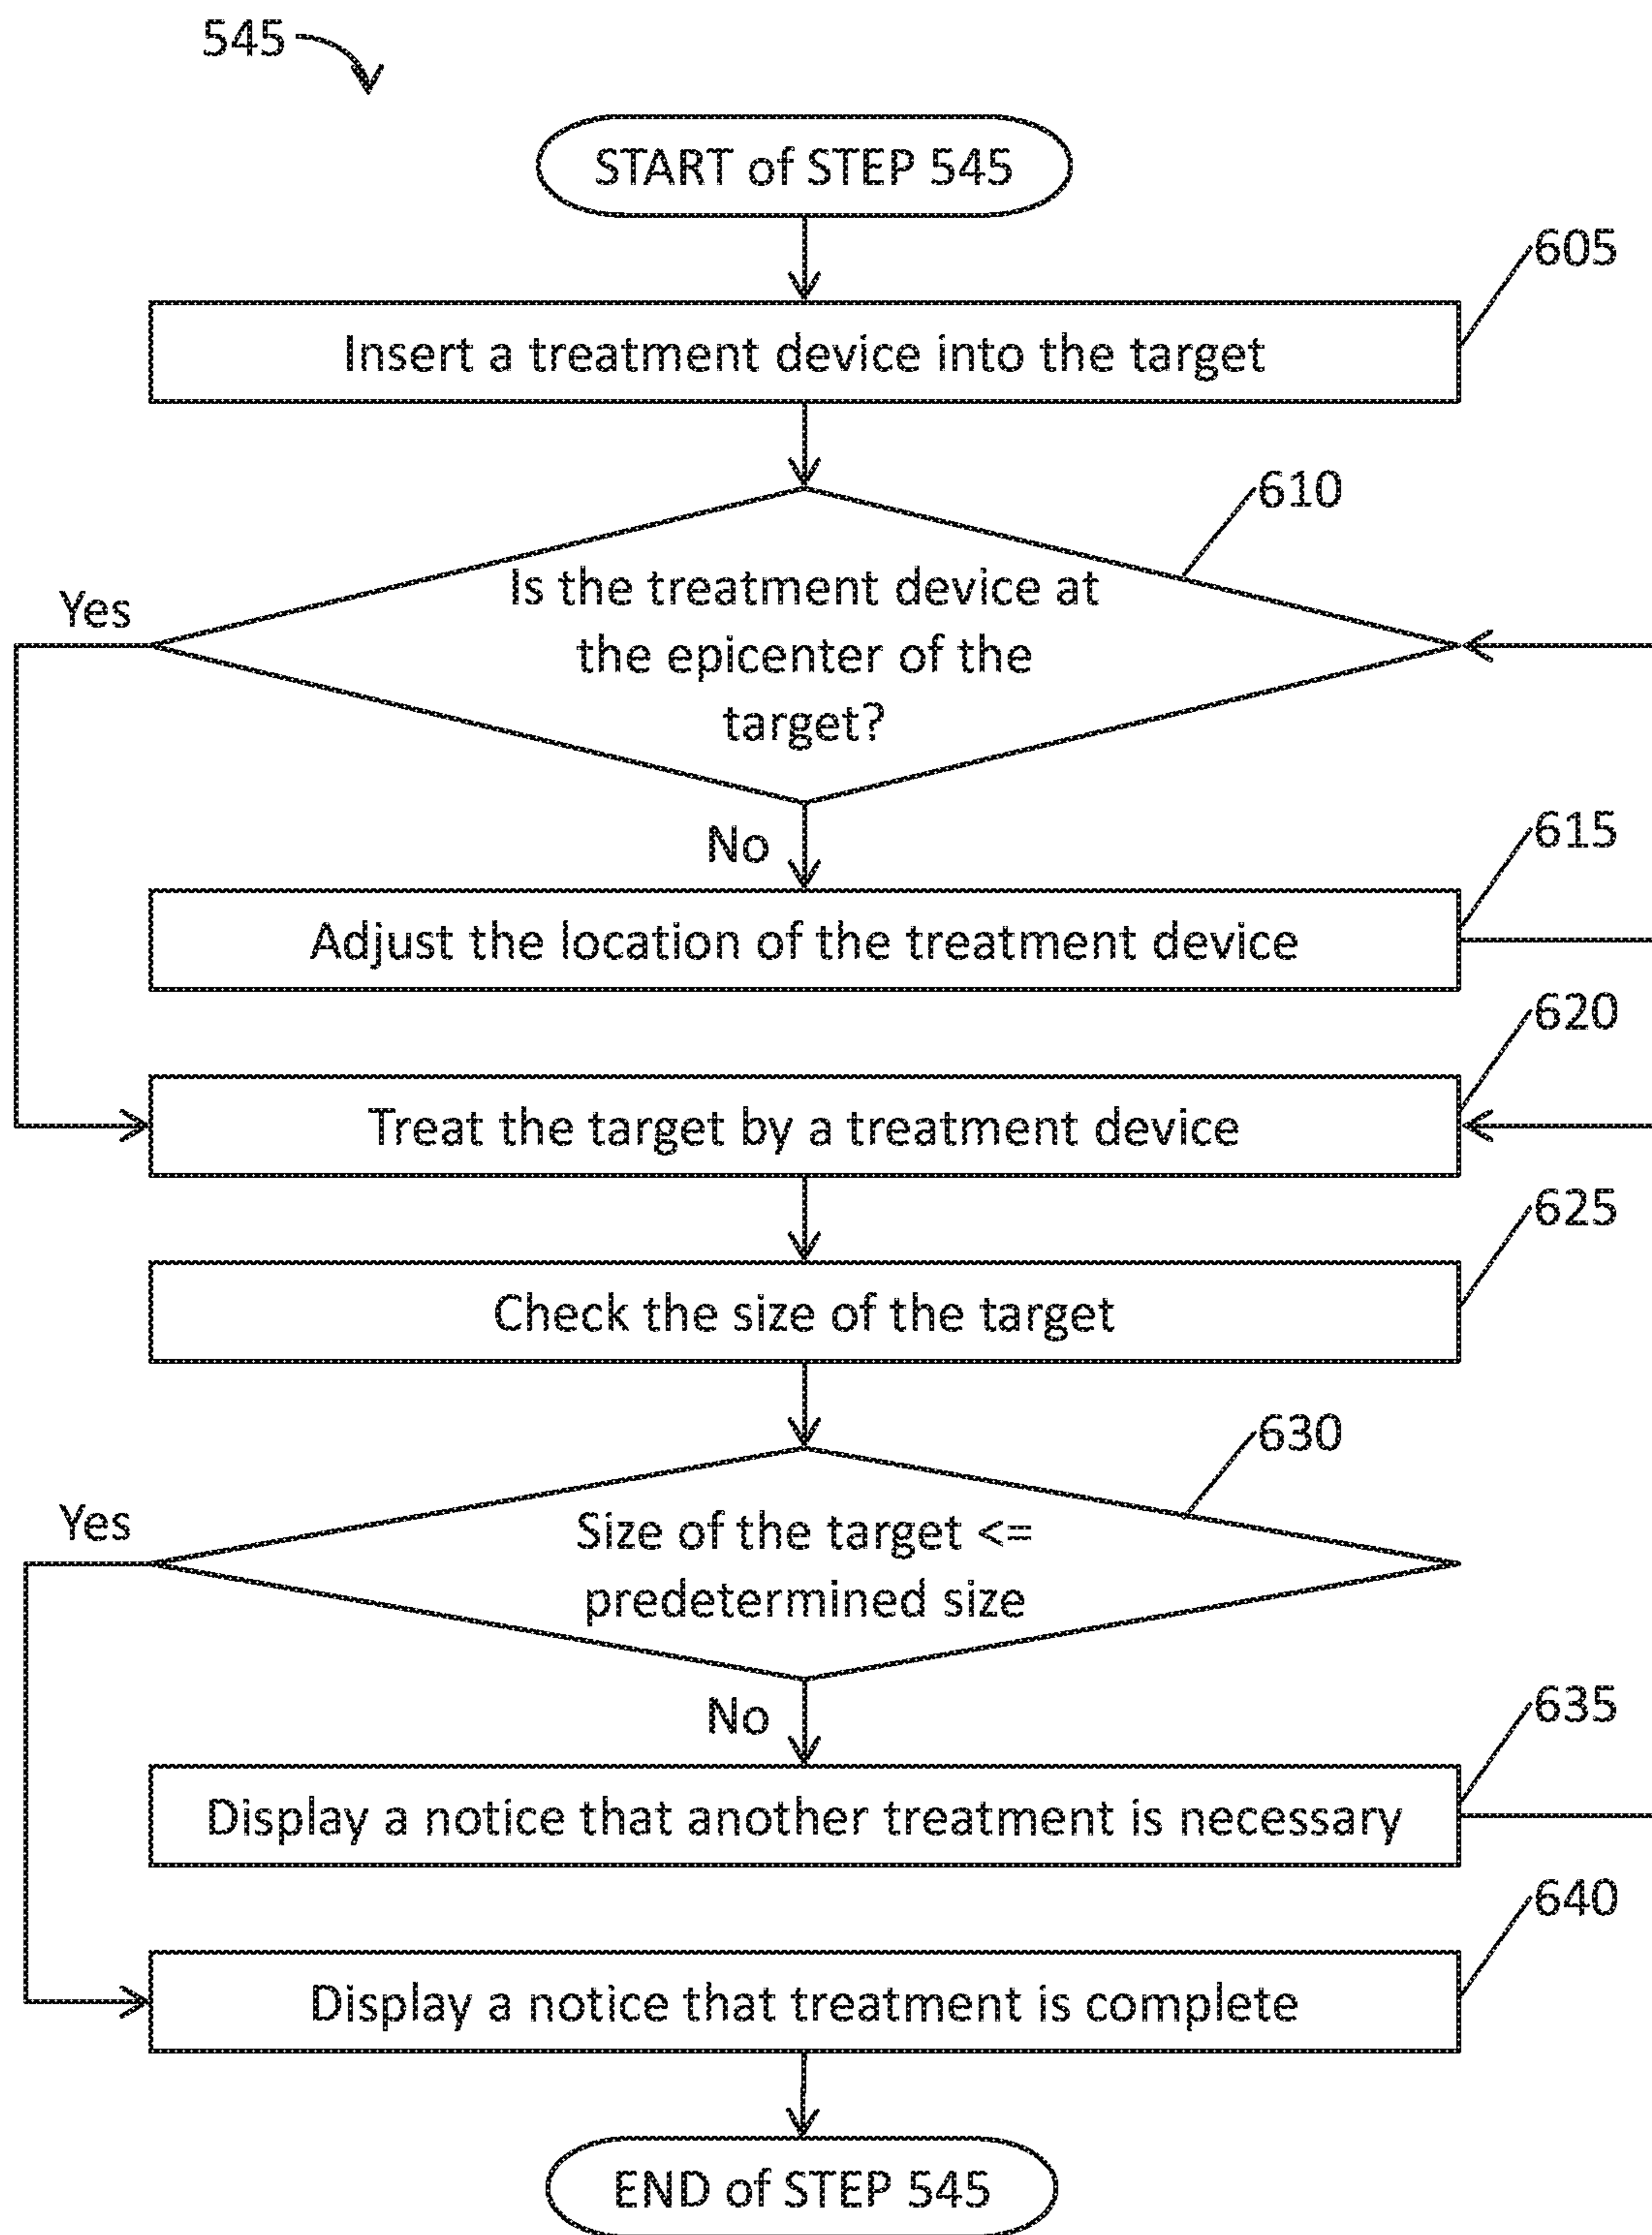 545
START of STEP 545
605
Insert a treatment device into the target
610
Is the treatment device at
the epicenter of the
target?
Yes
No
615
Adjust the location of the treatment device
620
Treat the target by a treatment device
625
Check the size of the target
630
Size of the target <=
predetermined size
Yes
No
635
Display a notice that another treatment is necessary
640
Display a notice that treatment is complete
END of STEP 545